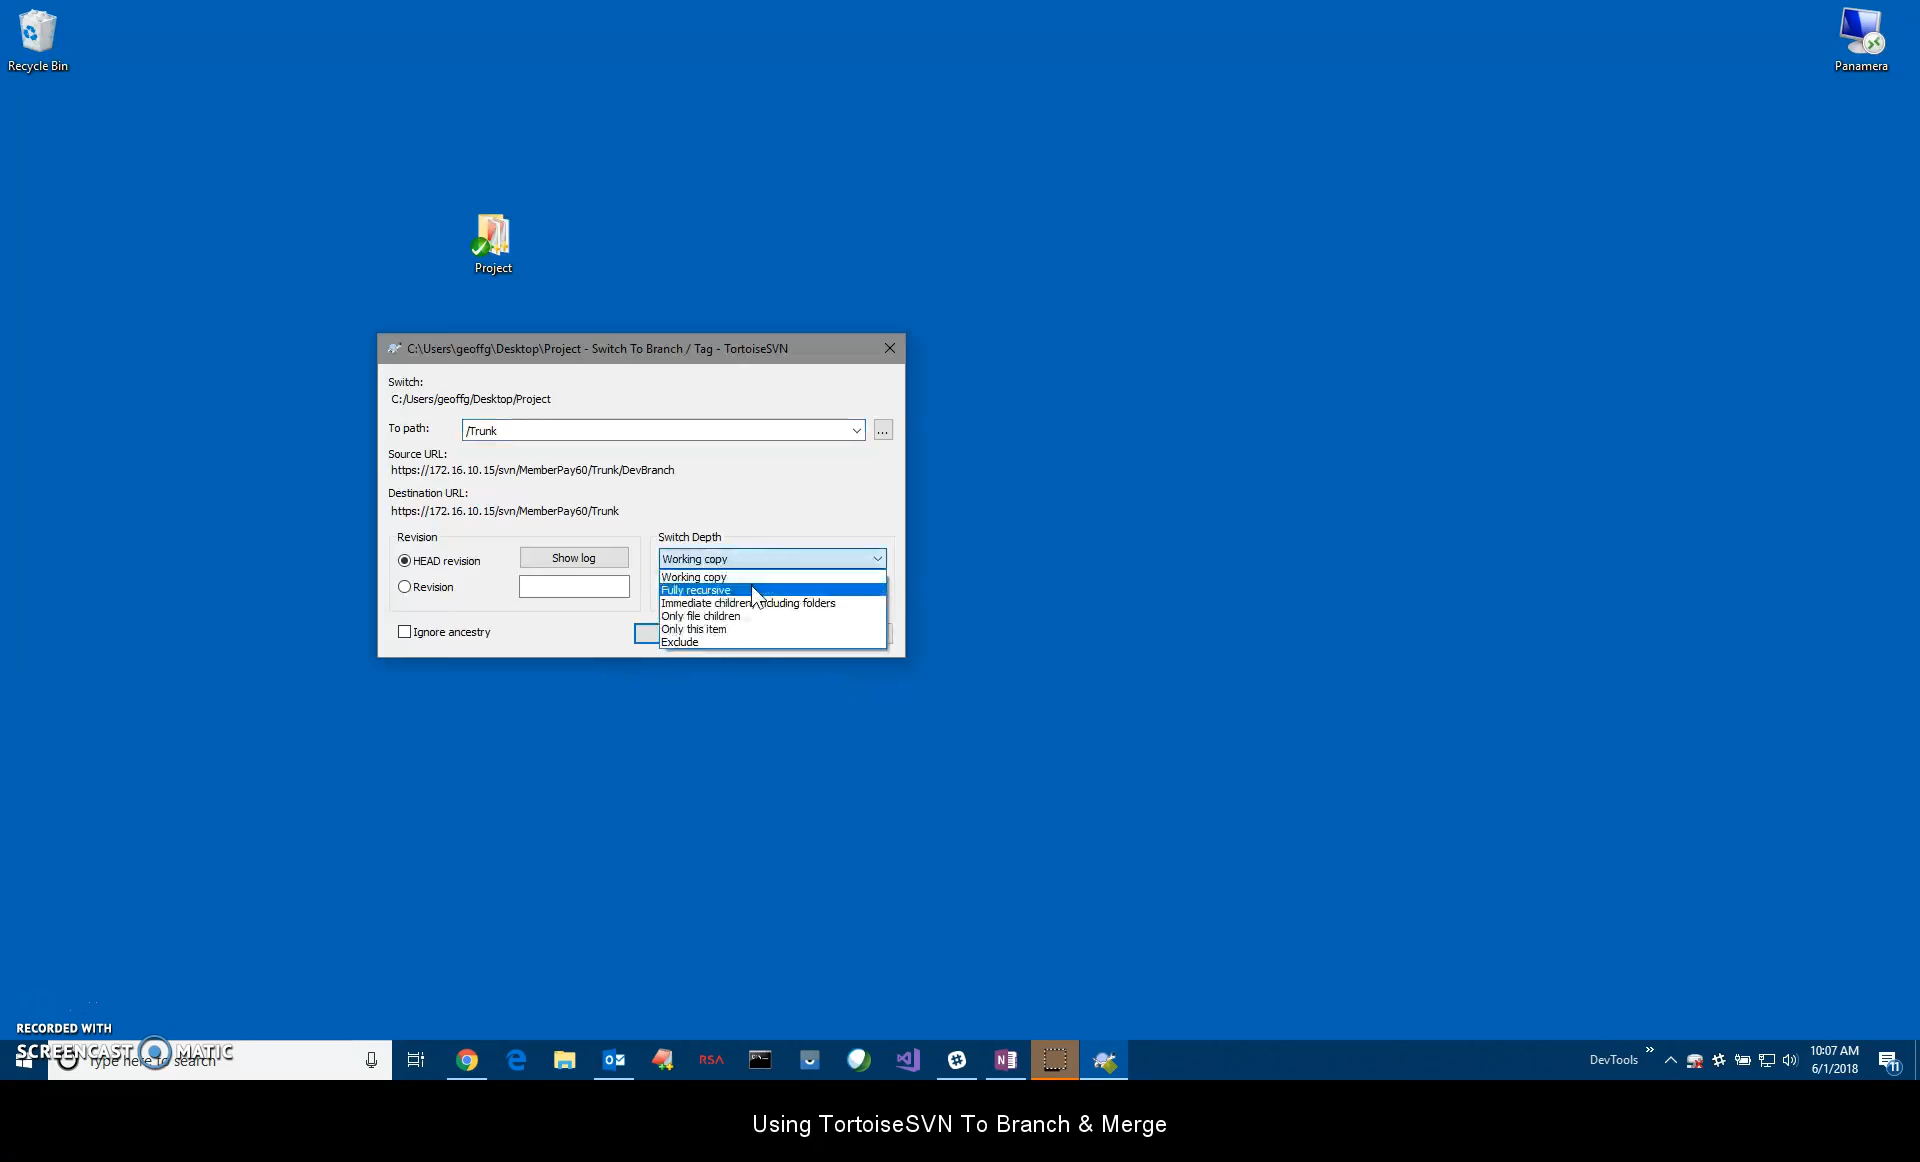 Recycle Bin
Panamera
Project
C:\Users\geoffg\Desktop\Project - Switch To Branch / Tag - TortoiseSVN
Switch:
C:/Users/geoffg/Desktop/Project
To path:
/Trunk
...
Source URL:
https://172.16.10.15/svn/MemberPay60/Trunk/DevBranch
Destination URL:
https://172.16.10.15/svn/MemberPay60/Trunk
Revision
Switch Depth
HEAD revision
Show log
Working copy
Working copy
Revision
Fully recursive
Immediate children, including folders
Only file children
Ignore ancestry
Only this item
Exclude
RECORDED WITH
SCREENCAST MATIC
Type here to search
RSA
DevTools
10:07 AM
6/1/2018
11
Using TortoiseSVN To Branch & Merge